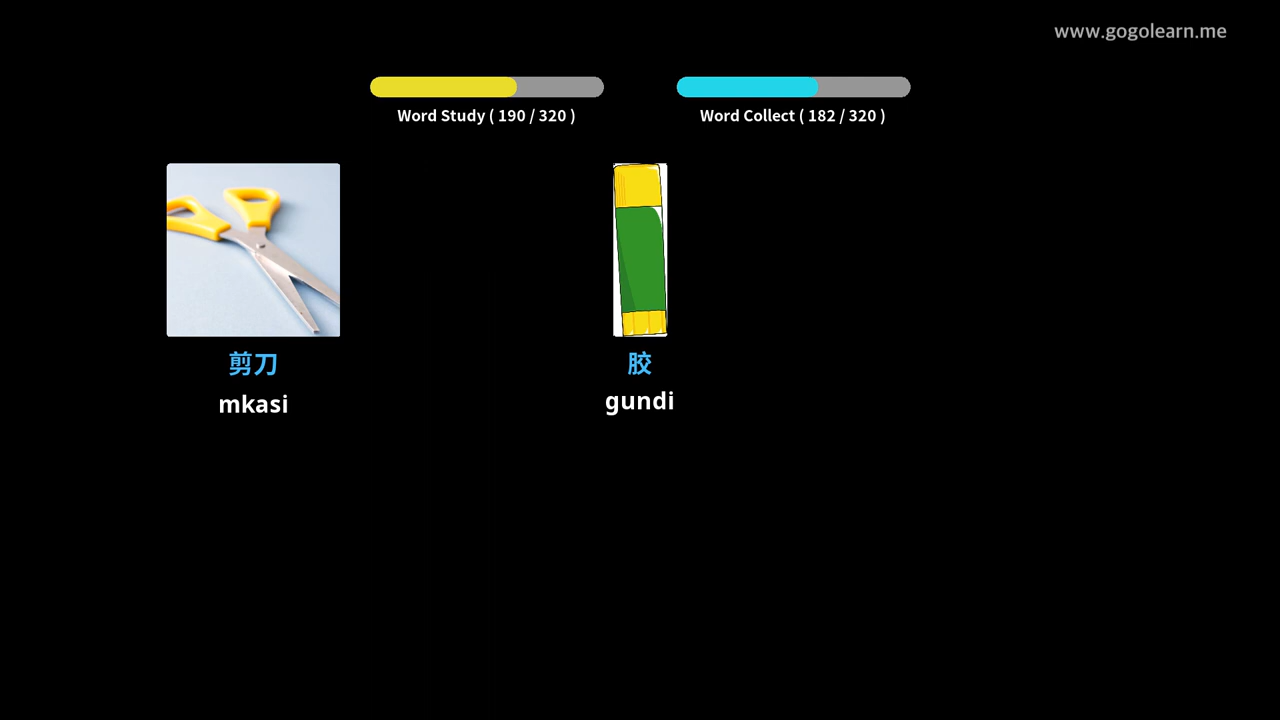 www.gogolearn.me
Word Study ( 190 / 320 )
Word Collect ( 182 / 320 )
剪刀
mkasi
胶
gundi